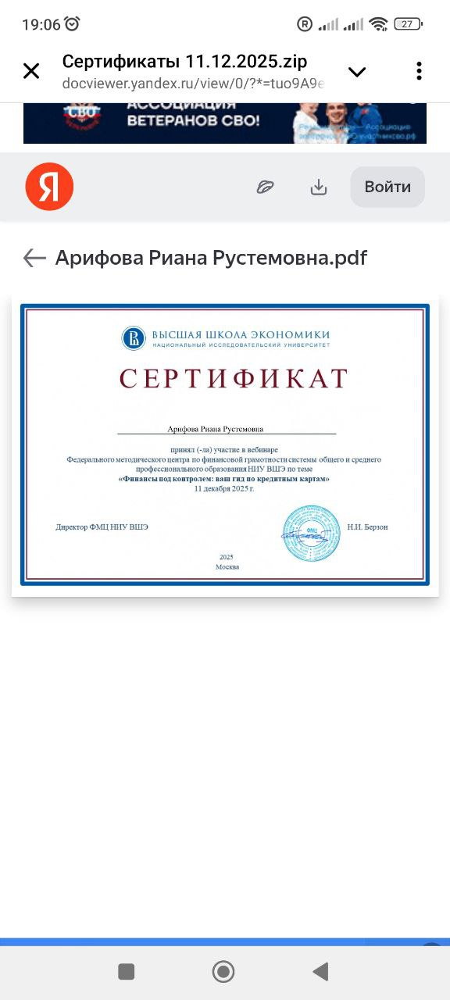 19:06
R
27
Сертификаты 11.12.2025.zip
docviewer.yandex.ru/view/0/?*=tuo9A9e
СВО
АССОЦИАЦИЯ
ВЕТЕРАНОВ СВО!
Я
Войти
Арифова Риана Рустемовна.pdf
ВЫСШАЯ ШКОЛА ЭКОНОМИКИ
НАЦИОНАЛЬНЫЙ ИССЛЕДОВАТЕЛЬСКИЙ УНИВЕРСИТЕТ
СЕРТИФИКАТ
Арифова Риана Рустемовна
принял (-ла) участие в вебинаре
Федерального методического центра по финансовой грамотности системы общего и среднего
профессионального образования НИУ ВШЭ по теме
«Финансы под контролем: ваш гид по кредитным картам»
11 декабря 2025 г.
Директор ФМЦ НИУ ВШЭ
ФМЦ
Н.И. Берзон
2025
Москва